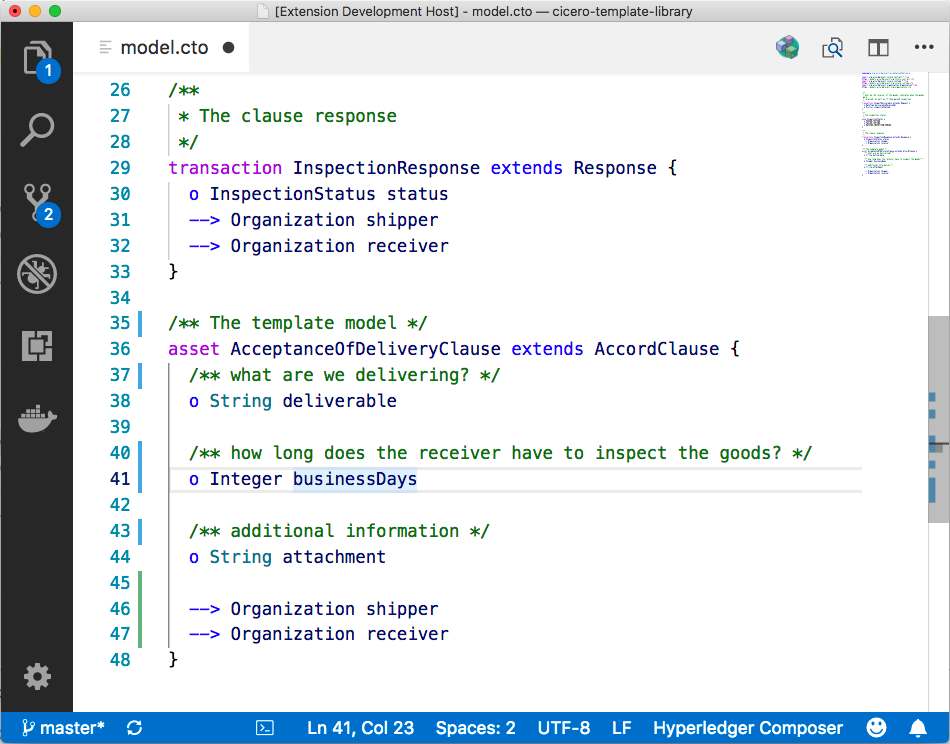 [Extension Development Host] - model.cto — cicero-template-library
model.cto
1
2
26 /**
27 * The clause response
28 */
29 transaction InspectionResponse extends Response {
30 o InspectionStatus status
31 --> Organization shipper
32 --> Organization receiver
33 }
34
35 /** The template model */
36 asset AcceptanceOfDeliveryClause extends AccordClause {
37 /** what are we delivering? */
38 o String deliverable
39
40 /** how long does the receiver have to inspect the goods? */
41 o Integer businessDays
42
43 /** additional information */
44 o String attachment
45
46 --> Organization shipper
47 --> Organization receiver
48 }
master* Ln 41, Col 23 Spaces: 2 UTF-8 LF Hyperledger Composer